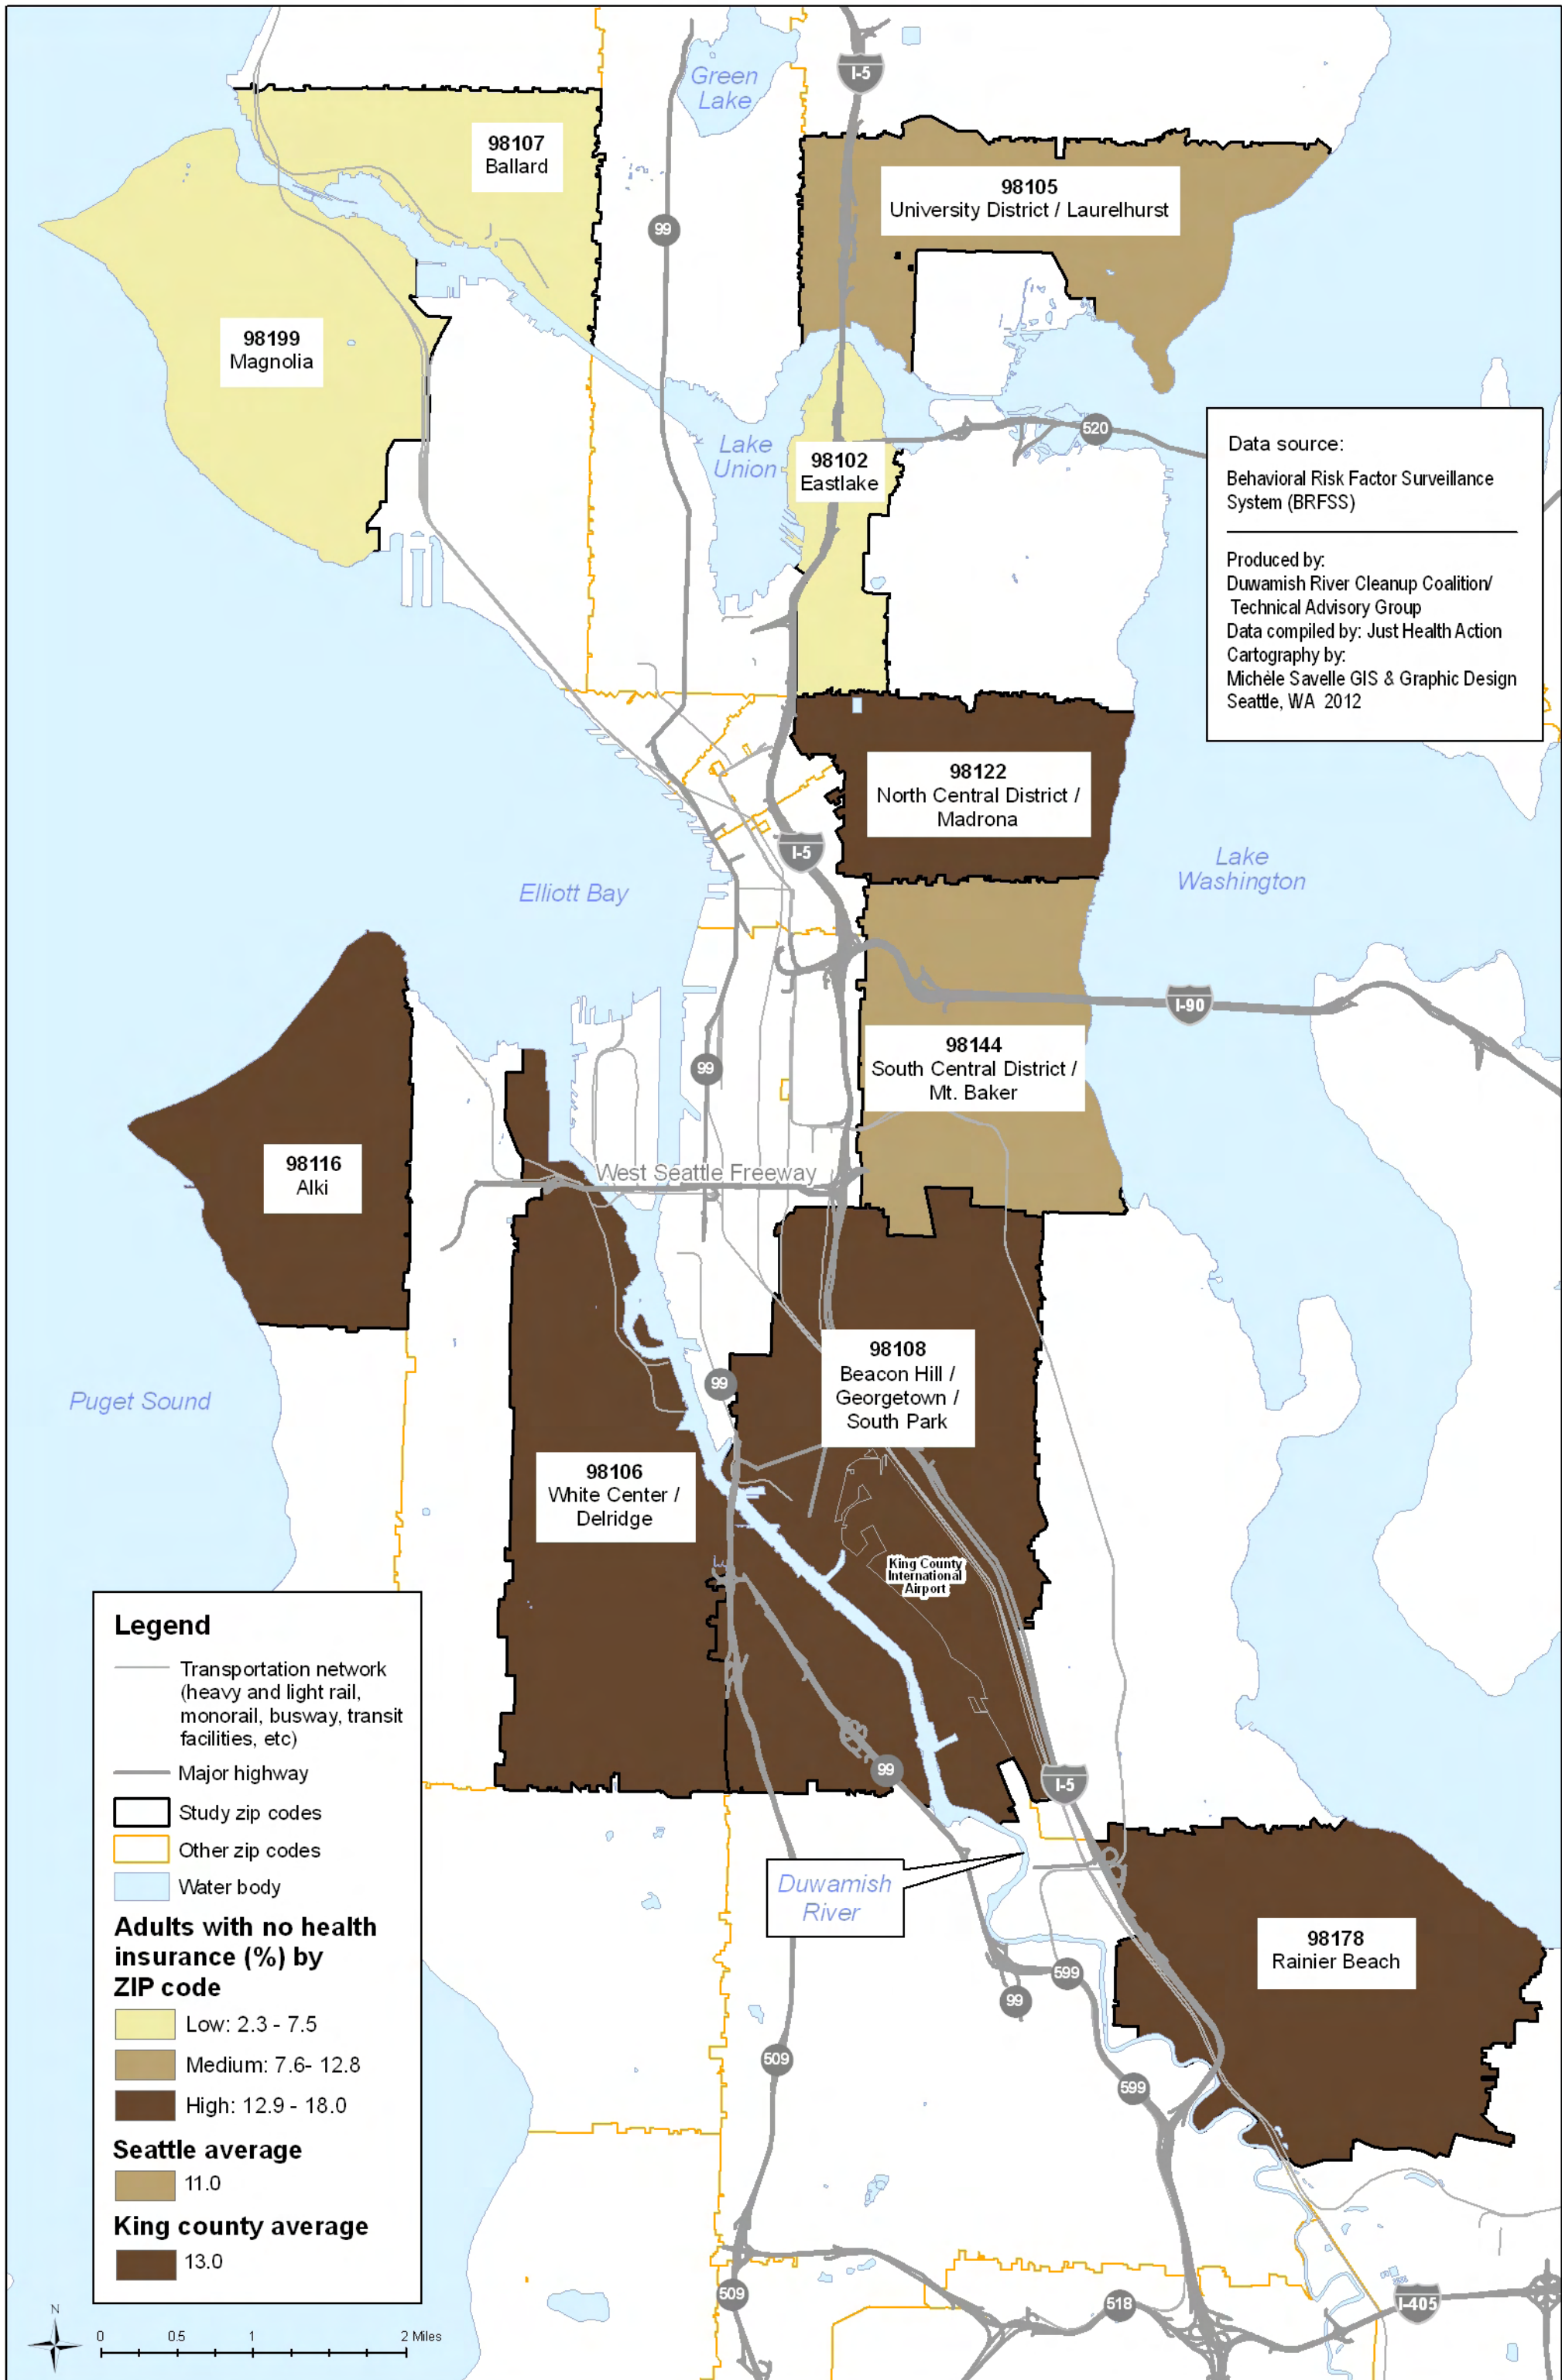 Green
Lake
I-5
98107
Ballard
98105
University District / Laurelhurst
99
98199
Magnolia
520
Lake
Union
98102
Eastlake
Data source:
Behavioral Risk Factor Surveillance
System (BRFSS)
Produced by:
Duwamish River Cleanup Coalition/
Technical Advisory Group
Data compiled by: Just Health Action
Cartography by:
Michèle Savelle GIS & Graphic Design
Seattle, WA 2012
98122
North Central District /
Madrona
I-5
Lake
Washington
Elliott Bay
I-90
98144
South Central District /
Mt. Baker
99
98116
Alki
West Seattle Freeway
98108
Beacon Hill /
Georgetown /
South Park
99
Puget Sound
98106
White Center /
Delridge
King County
International
Airport
Legend
Transportation network
(heavy and light rail,
monorail, busway, transit
facilities, etc)
Major highway
Study zip codes
Other zip codes
Water body
Adults with no health
insurance (%) by
ZIP code
Low: 2.3 - 7.5
Medium: 7.6- 12.8
High: 12.9 - 18.0
Seattle average
11.0
King county average
13.0
99
I-5
Duwamish
River
98178
Rainier Beach
599
99
509
599
509
518
I-405
N
0 0.5 1 2 Miles